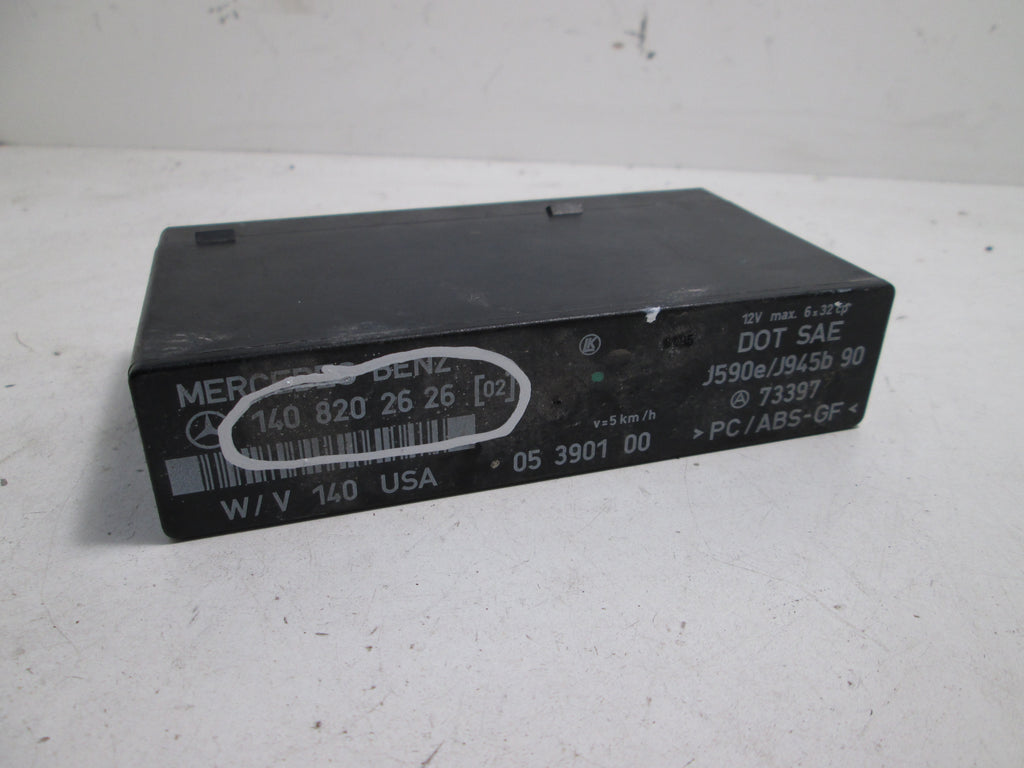 MERCEDES BENZ
140 820 26 26 [02]
W/V 140 USA
LK
v=5 km/h
05 3901 00
12V max. 6x32cp
DOT SAE
J590e/J945b 90
73397
>PC/ABS-GF<